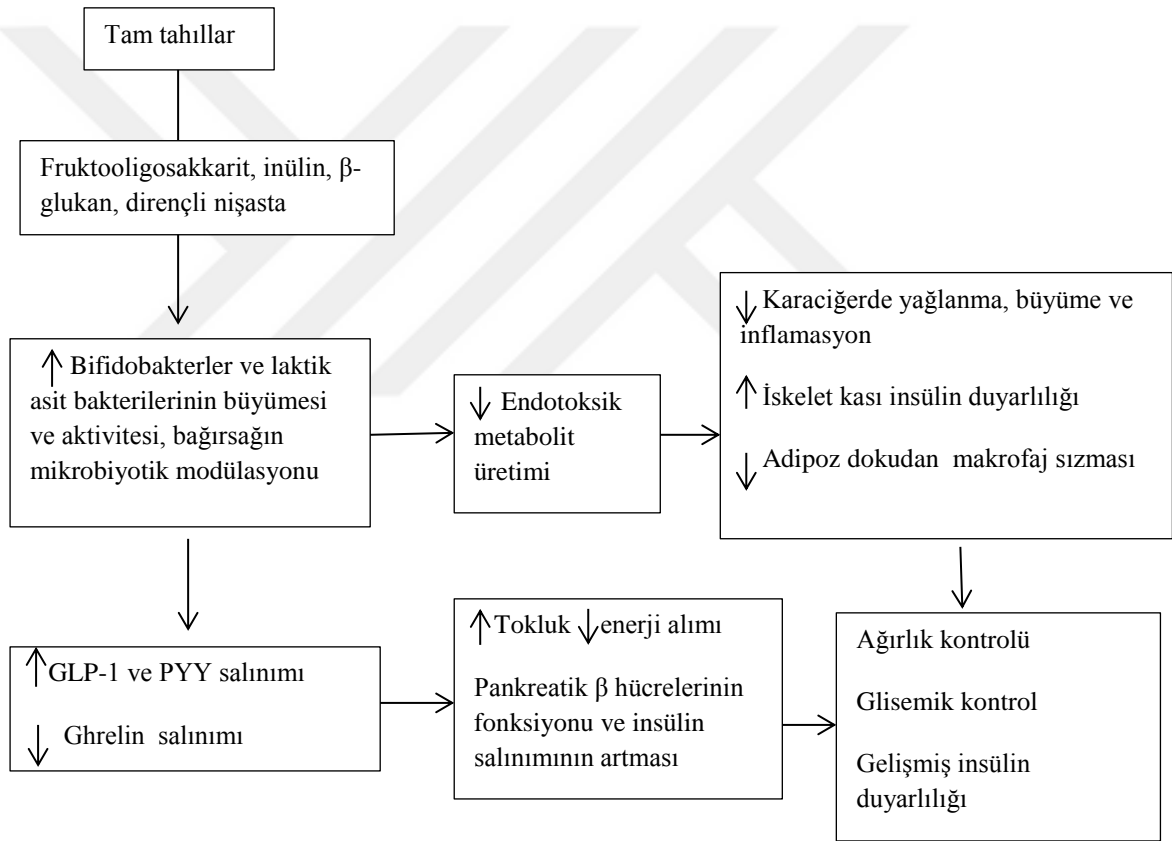 Tam tahıllar
Fruktooligosakkarit, inülin, β-
glukan, dirençli nişasta
↑ Bifidobakterler ve laktik
asit bakterilerinin büyümesi
ve aktivitesi, bağırsağın
mikrobiyotik modülasyonu
↓ Endotoksik
metabolit
üretimi
↓ Karaciğerde yağlanma, büyüme ve
inflamasyon
↑ İskelet kası insülin duyarlılığı
↓ Adipoz dokudan makrofaj sızması
↑ GLP-1 ve PYY salınımı
↓ Ghrelin salınımı
↑ Tokluk ↓ enerji alımı
Pankreatik β hücrelerinin
fonksiyonu ve insülin
salınımının artması
Ağırlık kontrolü
Glisemik kontrol
Gelişmiş insülin
duyarlılığı